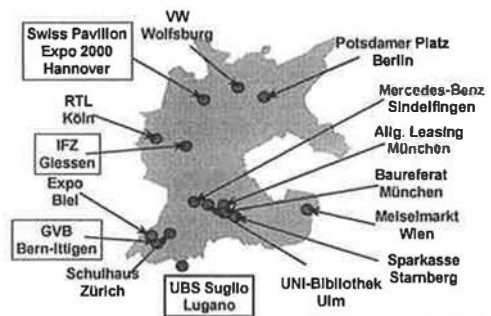 Swiss Pavilion
Expo 2000
Hannover
VW
Wolfsburg
Potsdamer Platz
Berlin
Mercedes-Benz
Sindelfingen
RTL
Köln
Allg. Leasing
München
IFZ
Giessen
Baureferat
München
Expo
Biel
Meiselmarkt
Wien
GVB
Bern-Ittigen
Sparkasse
Starnberg
Schulhaus
Zürich
UBS Suglio
Lugano
UNI-Bibliothek
Ulm